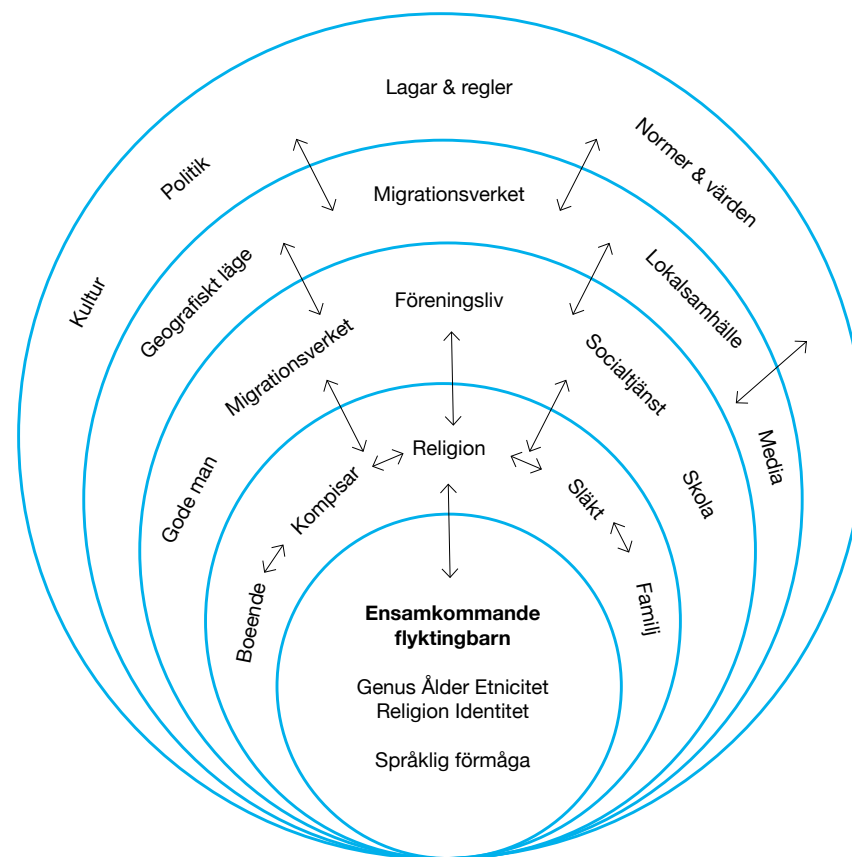 Lagar & regler
Politik
Normer & värden
Kultur
Migrationsverket
Geografiskt läge
Lokalsamhälle
Media
Föreningsliv
Migrationsverket
Socialtjänst
Gode man
Skola
Religion
Kompisar
Släkt
Boeende
Familj
Ensamkommande
flyktingbarn
Genus Ålder Etnicitet
Religion Identitet
Språklig förmåga